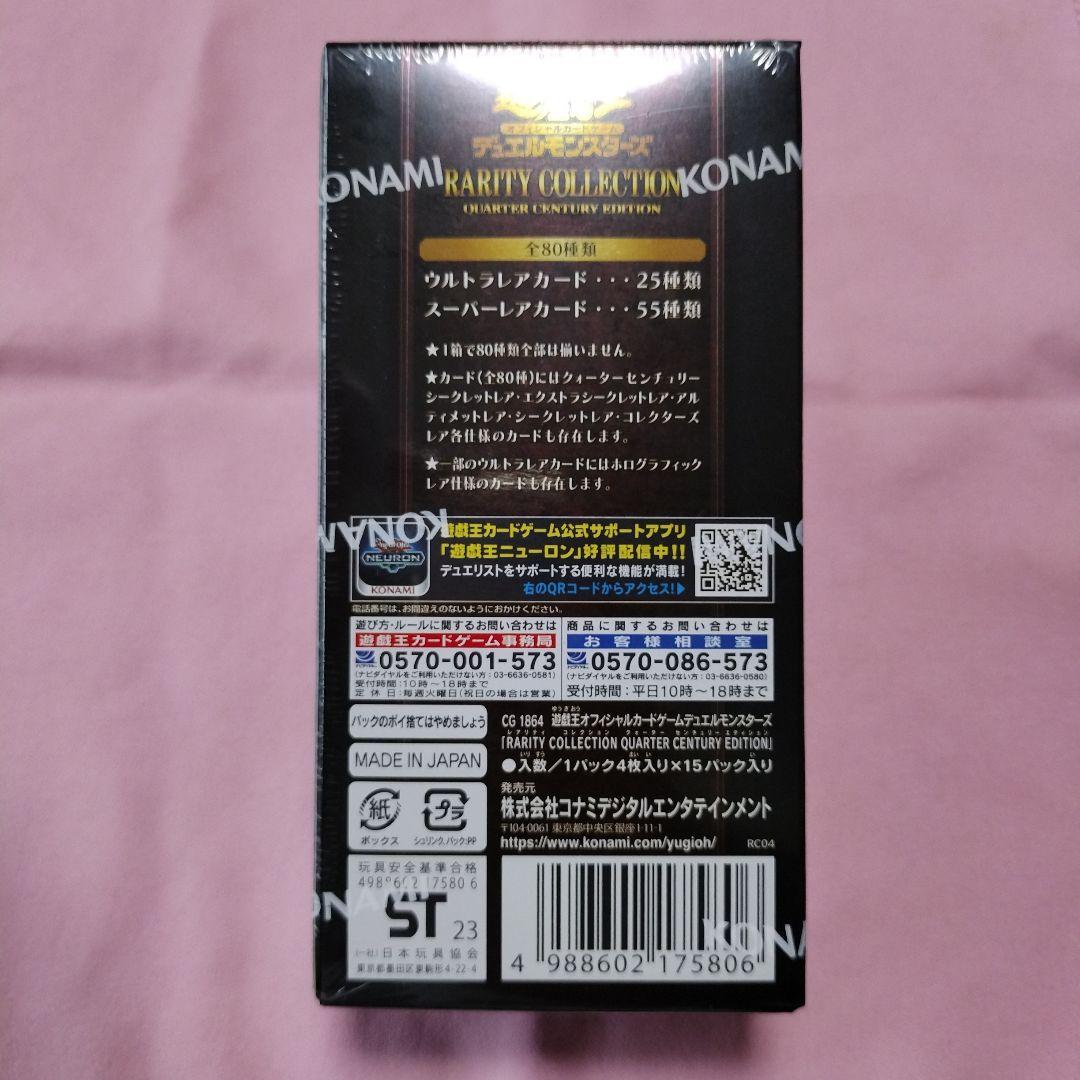 オフィシャルカードゲーム
デュエルモンスターズ
KONAMI
RARITY COLLECTION
KONAMI
QUARTER CENTURY EDITION
全80種類
ウルトラレアカード・・・25種類
スーパーレアカード・・・55種類
★1箱で80種類全部は揃いません。
★カード(全80種)にはクォーターセンチュリー
シークレットレア・エクストラシークレットレア・アル
ティメットレア・シークレットレア・コレクターズ
レア各仕様のカードも存在します。
★一部のウルトラレアカードにはホログラフィック
レア仕様のカードも存在します。
KONAMI
遊戯王カードゲーム公式サポートアプリ
「遊戯王ニューロン」好評配信中!!
デュエリストをサポートする便利な機能が満載!
右のQRコードからアクセス!▶
NEURON
KONAMI
電話番号は、お間違えのないようにおかけください。
遊び方・ルールに関するお問い合わせは
遊戯王カードゲーム事務局
0570-001-573
(ナビダイヤルをご利用いただけない方:03-6636-0581)
受付時間:10時〜18時まで
定休日:毎週火曜日(祝日の場合は営業)
商品に関するお問い合わせは
お客様相談室
0570-086-573
(ナビダイヤルをご利用いただけない方:03-6636-0580)
受付時間:平日10時〜18時まで
パックのポイ捨てはやめましょう
MADE IN JAPAN
紙
ボックス
プラ
シュリンク、パック:PP
CG 1864 遊戯王オフィシャルカードゲームデュエルモンスターズ
「RARITY COLLECTION QUARTER CENTURY EDITION」
●入数/1パック4枚入り×15パック入り
発売元
株式会社コナミデジタルエンタテインメント
〒104-0061 東京都中央区銀座1-11-1
https://www.konami.com/yugioh/
RC04
玩具安全基準合格
4988602 17580 6
ST 23
(一社)日本玩具協会
東京都墨田区東駒形4-22-4
KONAMI
KONAMI
4 988602 175806